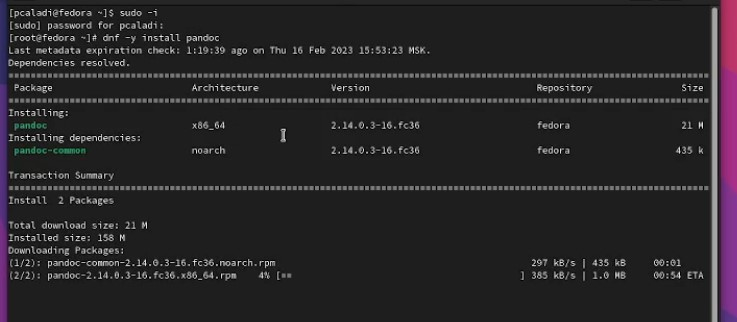 [pcaladi@fedora ~]$ sudo -i
[sudo] password for pcaladi:
[root@fedora ~]# dnf -y install pandoc
Last metadata expiration check: 1:19:39 ago on Thu 16 Feb 2023 15:53:23 MSK.
Dependencies resolved.
================================================================================
Package Architecture Version Repository Size
================================================================================
Installing:
pandoc x86_64 2.14.0.3-16.fc36 fedora 21 M
Installing dependencies:
pandoc-common noarch 2.14.0.3-16.fc36 fedora 435 k
Transaction Summary
================================================================================
Install 2 Packages
Total download size: 21 M
Installed size: 158 M
Downloading Packages:
(1/2): pandoc-common-2.14.0.3-16.fc36.noarch.rpm 297 kB/s | 435 kB 00:01
(2/2): pandoc-2.14.0.3-16.fc36.x86_64.rpm 4% [== ] 385 kB/s | 1.0 MB 00:54 ETA